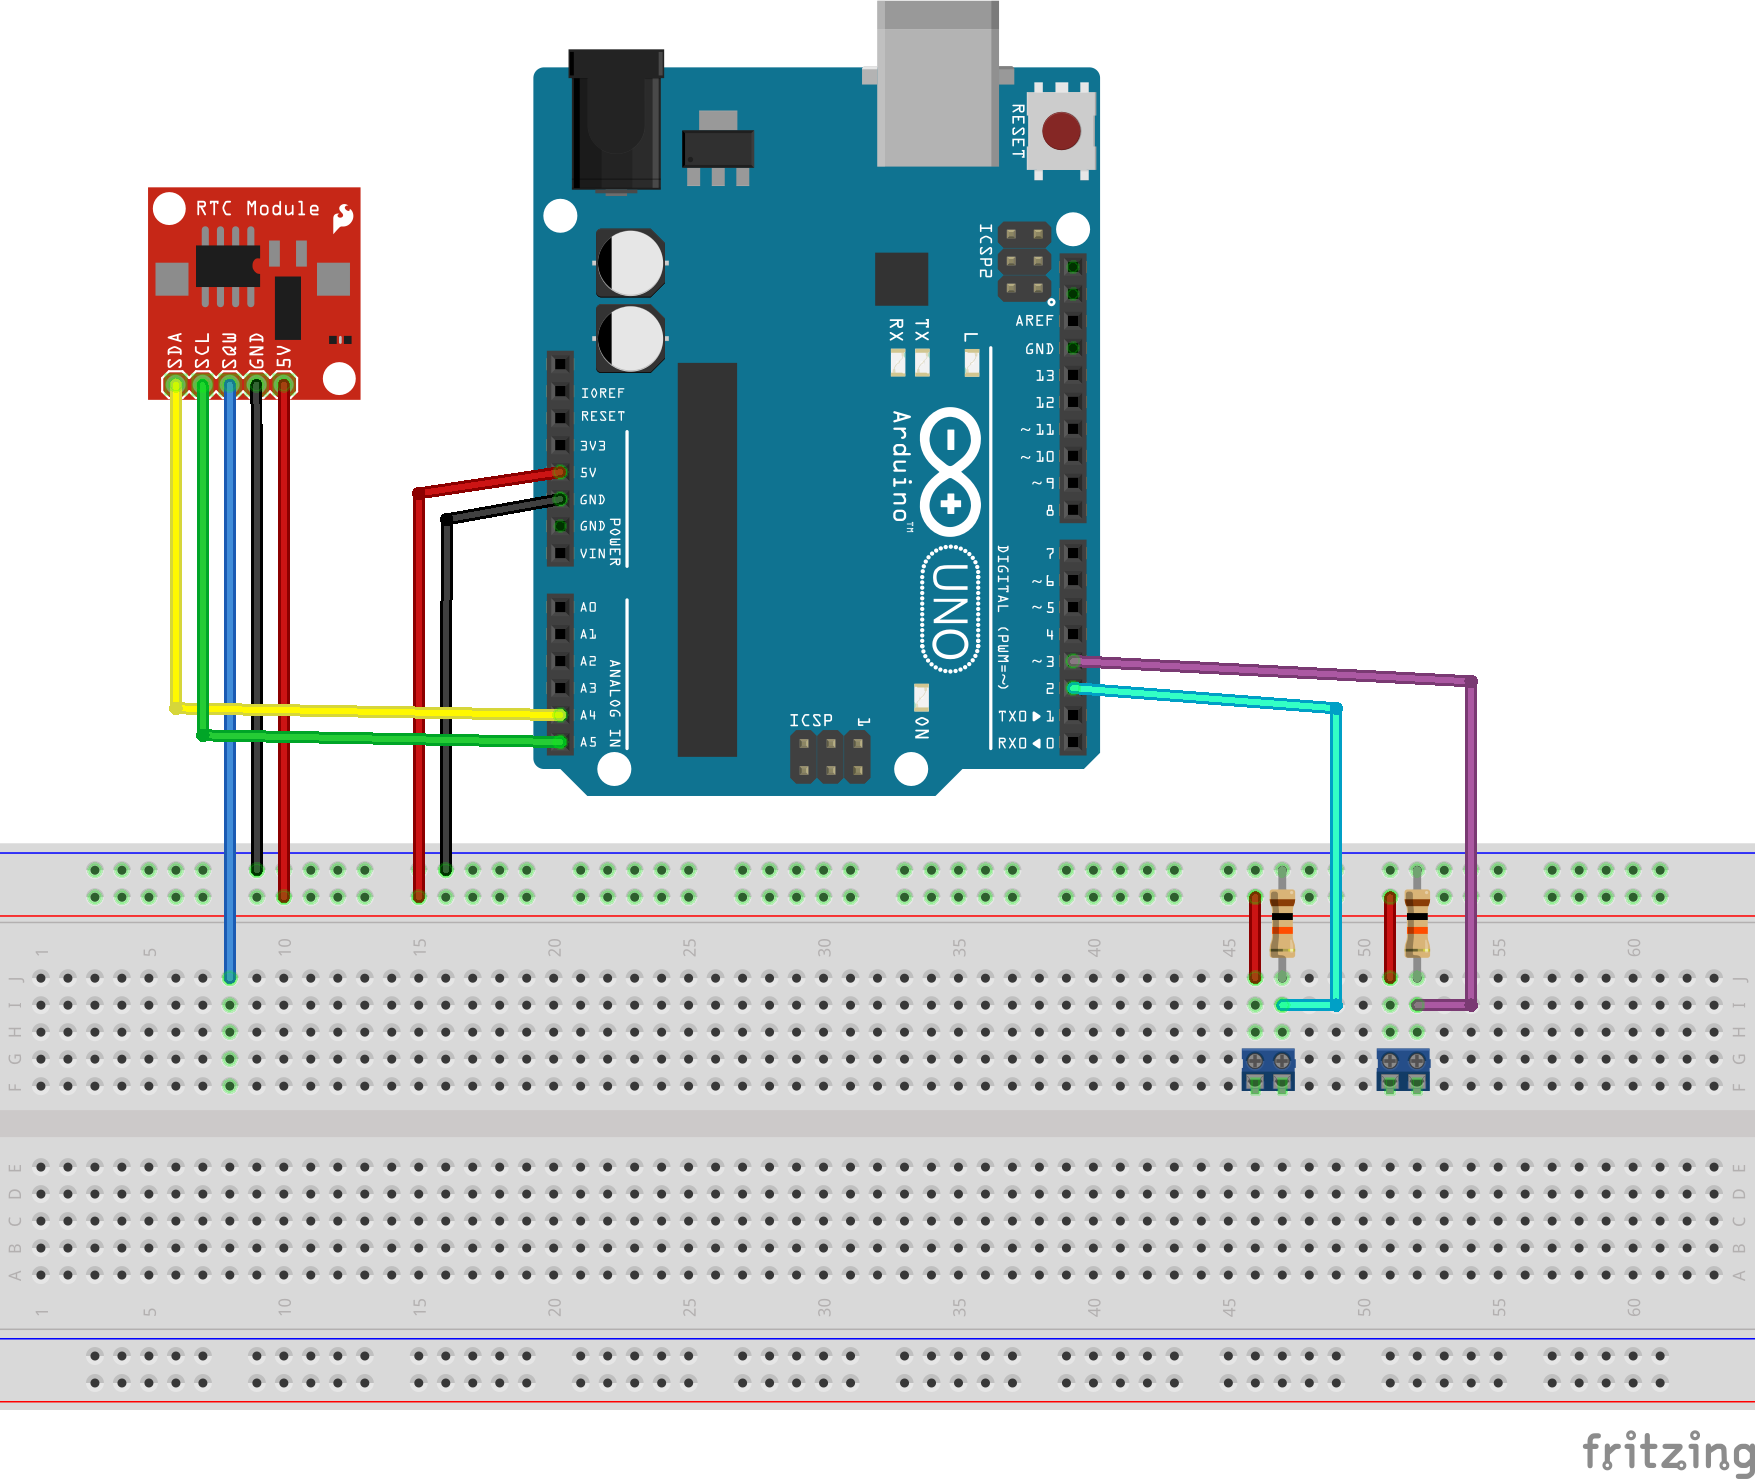 RTC Module
SDA
SCL
SQW
GND
5V
RESET
ICSP2
RX
TX
L
AREF
GND
13
12
~11
~10
~9
8
7
~6
~5
4
~3
2
TX0▶1
RX0◀0
DIGITAL (PWM=~)
Arduino™
UNO
IOREF
RESET
3V3
5V
GND
GND
VIN
POWER
A0
A1
A2
A3
A4
A5
ANALOG IN
ICSP
1
ON
1 5 10 15 20 25 30 35 40 45 50 55 60
J J
I I
H H
G G
F F
E E
D D
C C
B B
A A
1 5 10 15 20 25 30 35 40 45 50 55 60
fritzing